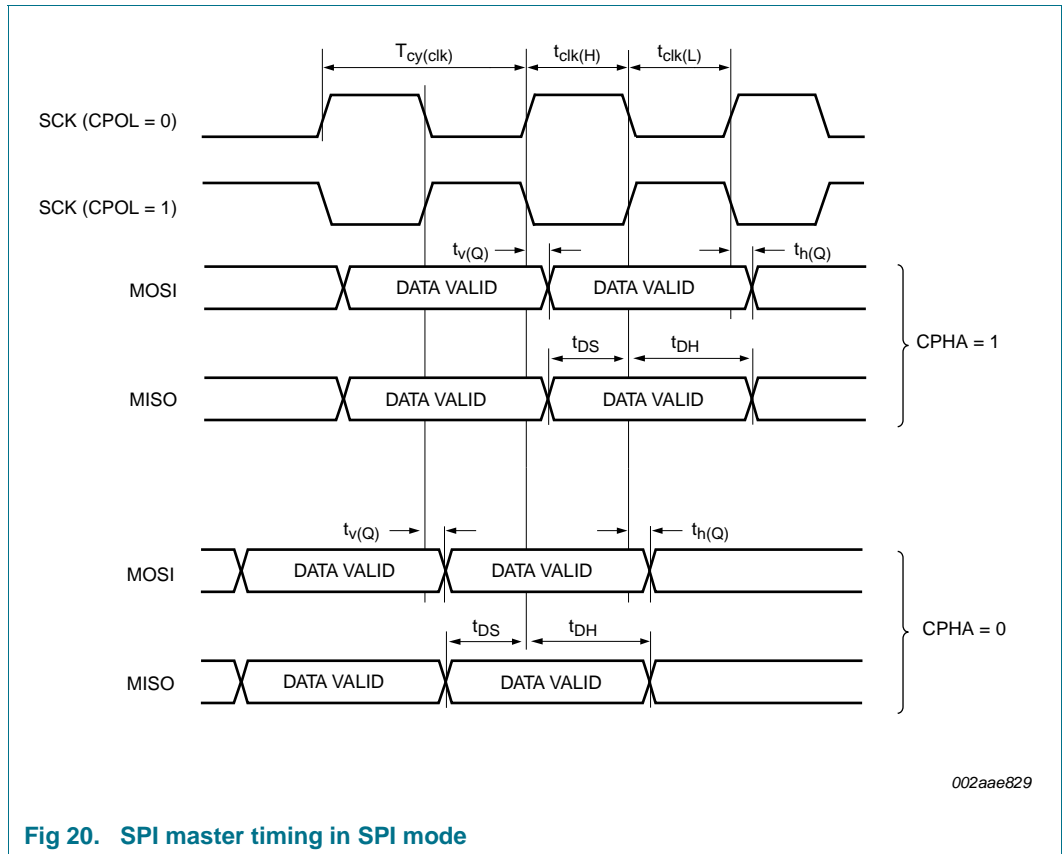 Tcy(clk) tclk(H) tclk(L)
SCK (CPOL = 0)
SCK (CPOL = 1)
tv(Q) th(Q)
MOSI DATA VALID DATA VALID
CPHA = 1
tDS tDH
MISO DATA VALID DATA VALID
tv(Q) th(Q)
MOSI DATA VALID DATA VALID
CPHA = 0
tDS tDH
MISO DATA VALID DATA VALID
002aae829
Fig 20. SPI master timing in SPI mode